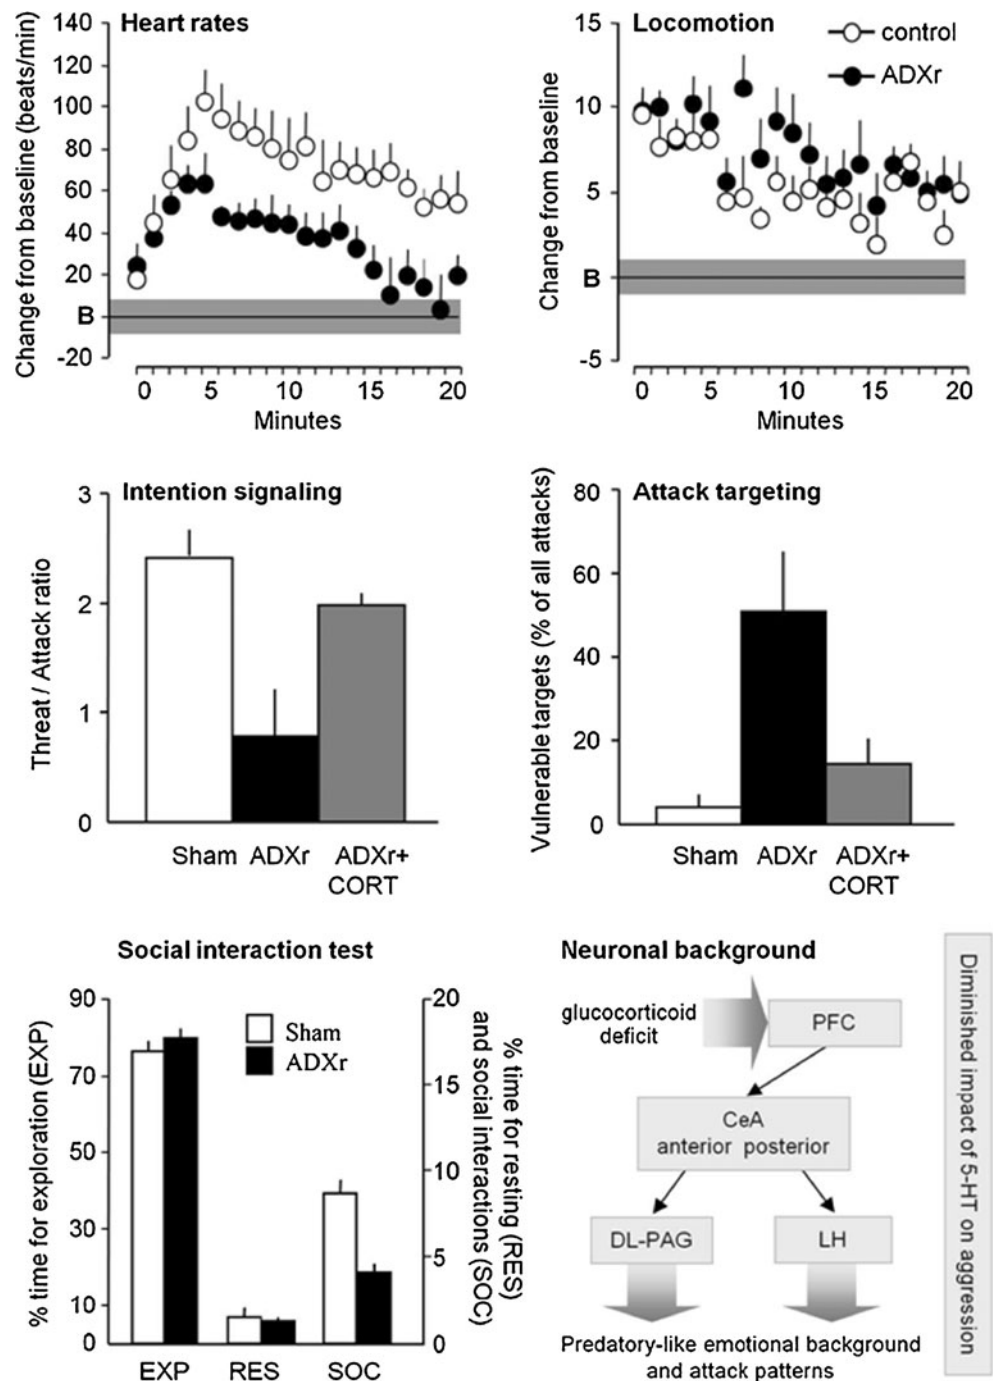 Heart rates
Change from baseline (beats/min)
140
120
100
80
60
40
20
B
-20
0 5 10 15 20
Minutes
Locomotion
control
ADXr
Change from baseline
15
10
5
B
-5
0 5 10 15 20
Minutes
Intention signaling
Threat / Attack ratio
3
2
1
0
Sham ADXr ADXr+
CORT
Attack targeting
Vulnerable targets (% of all attacks)
80
60
40
20
0
Sham ADXr ADXr+
CORT
Social interaction test
% time for exploration (EXP)
90
70
50
30
10
0
Sham
ADXr
EXP RES SOC
20
15
10
5
0
% time for resting (RES)
and social interactions (SOC)
Neuronal background
glucocorticoid
deficit
PFC
CeA
anterior posterior
DL-PAG
LH
Predatory-like emotional background
and attack patterns
Diminished impact of 5-HT on aggression